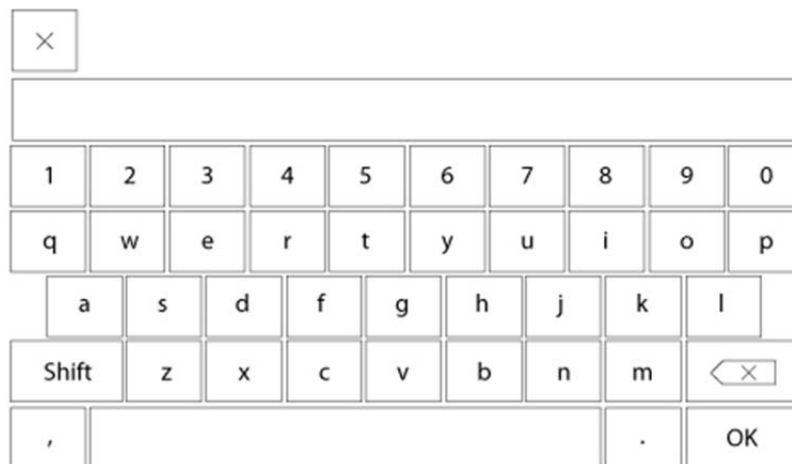 1 2 3 4 5 6 7 8 9 0
q w e r t y u i o p
a s d f g h j k l
Shift z x c v b n m
, . OK